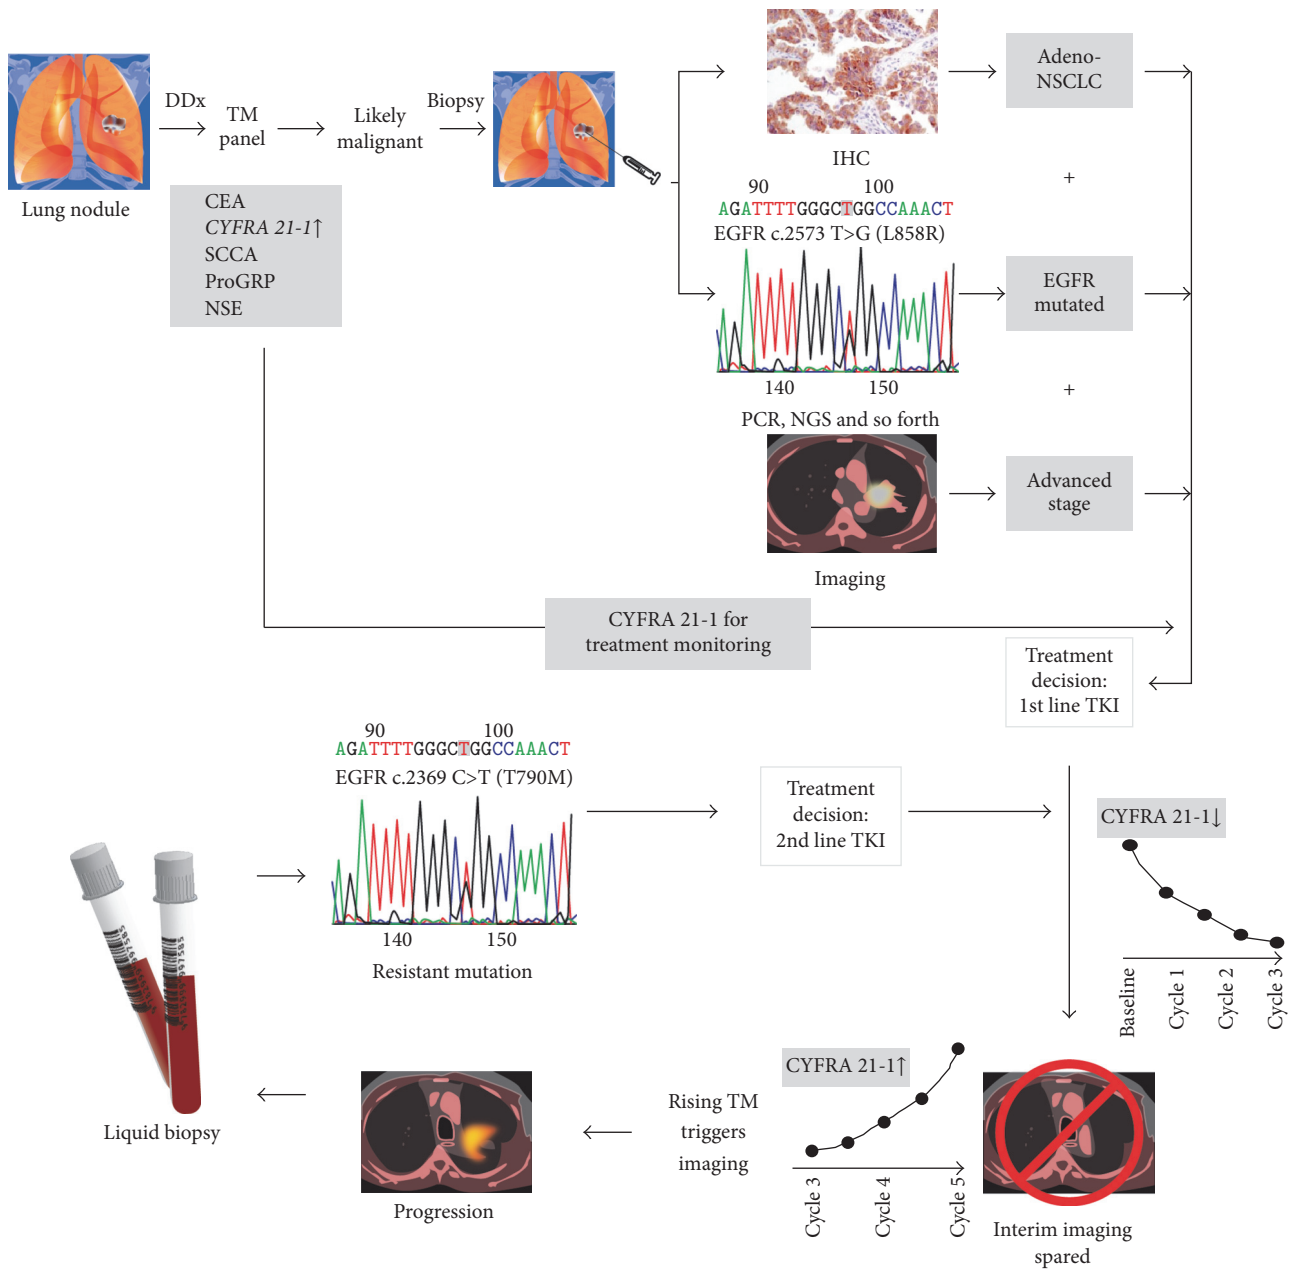 Lung nodule
DDx
TM
panel
Likely
malignant
Biopsy
CEA
CYFRA 21-1↑
SCCA
ProGRP
NSE
IHC
Adeno-
NSCLC
+
90 100
AGATTTTGGGCTGGCCAAACT
EGFR c.2573 T>G (L858R)
140 150
PCR, NGS and so forth
EGFR
mutated
+
Imaging
Advanced
stage
CYFRA 21-1 for
treatment monitoring
Treatment
decision:
1st line TKI
90 100
AGATTTTGGGCTGGCCAAACT
EGFR c.2369 C>T (T790M)
140 150
Resistant mutation
Treatment
decision:
2nd line TKI
CYFRA 21-1↓
Baseline
Cycle 1
Cycle 2
Cycle 3
CYFRA 21-1↑
Cycle 3
Cycle 4
Cycle 5
Interim imaging
spared
Rising TM
triggers
imaging
Progression
Liquid biopsy